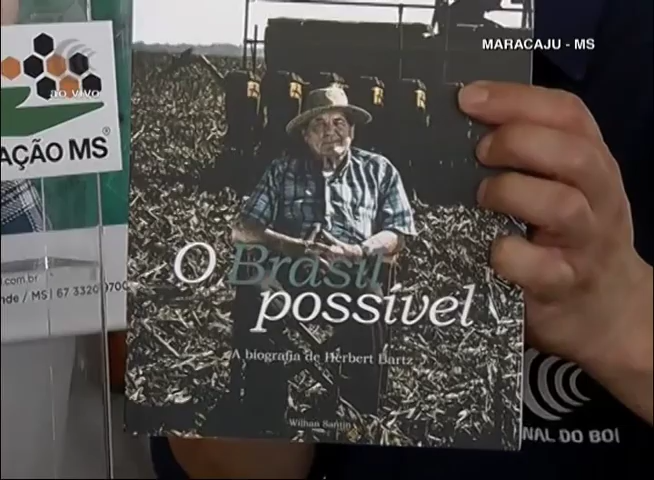 MARACAJU - MS
AO VIVO
AÇÃO MS
O Brasil
possível
A biografia de Herbert Bartz
Wilhan Santin
.com.br
nde / MS | 67 3320 9700
NAL DO BOI